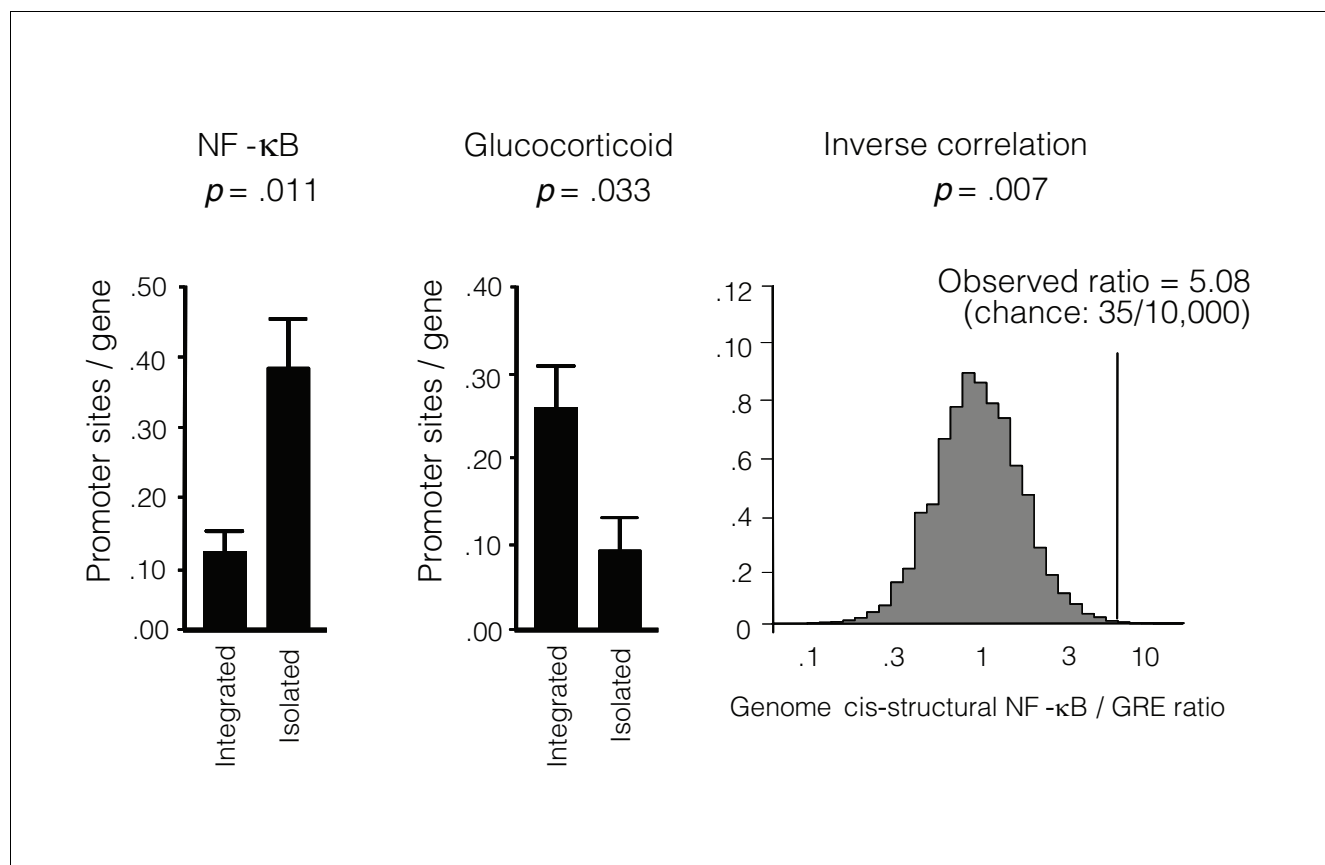 NF-κB
p = .011
Promoter sites / gene
.50
.40
.30
.20
.10
.00
Integrated
Isolated
Glucocorticoid
p = .033
Promoter sites / gene
.40
.30
.20
.10
.00
Integrated
Isolated
Inverse correlation
p = .007
Observed ratio = 5.08
(chance: 35/10,000)
.12
.10
.8
.6
.4
.2
0
.1 .3 1 3 10
Genome cis-structural NF-κB / GRE ratio